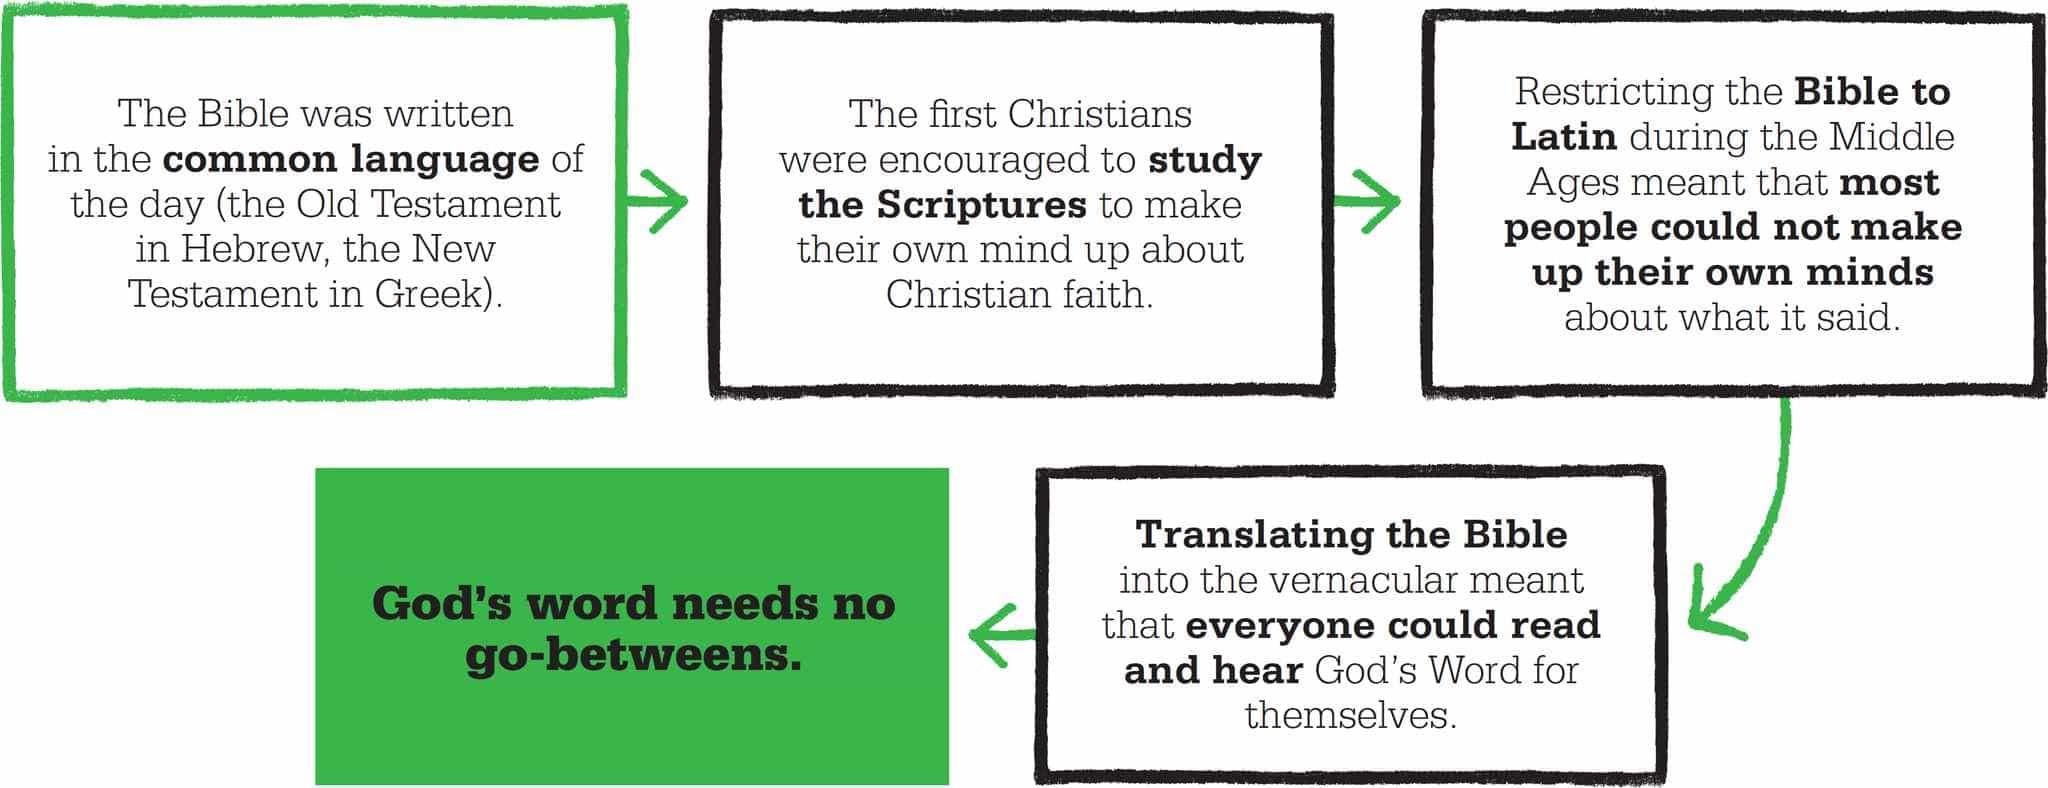 The Bible was written
in the common language of
the day (the Old Testament
in Hebrew, the New
Testament in Greek).
The first Christians
were encouraged to study
the Scriptures to make
their own mind up about
Christian faith.
Restricting the Bible to
Latin during the Middle
Ages meant that most
people could not make
up their own minds
about what it said.
Translating the Bible
into the vernacular meant
that everyone could read
and hear God’s Word for
themselves.
God’s word needs no
go-betweens.